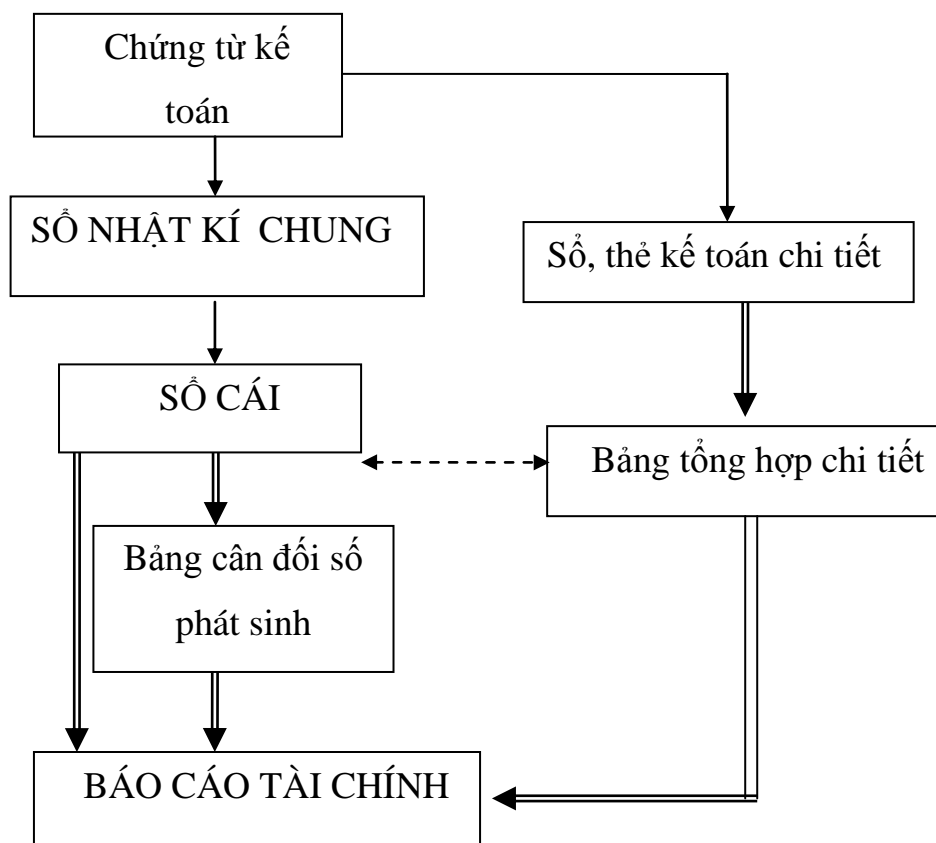 Chứng từ kế
toán
SỔ NHẬT KÍ CHUNG
Sổ, thẻ kế toán chi tiết
SỔ CÁI
Bảng tổng hợp chi tiết
Bảng cân đối số
phát sinh
BÁO CÁO TÀI CHÍNH